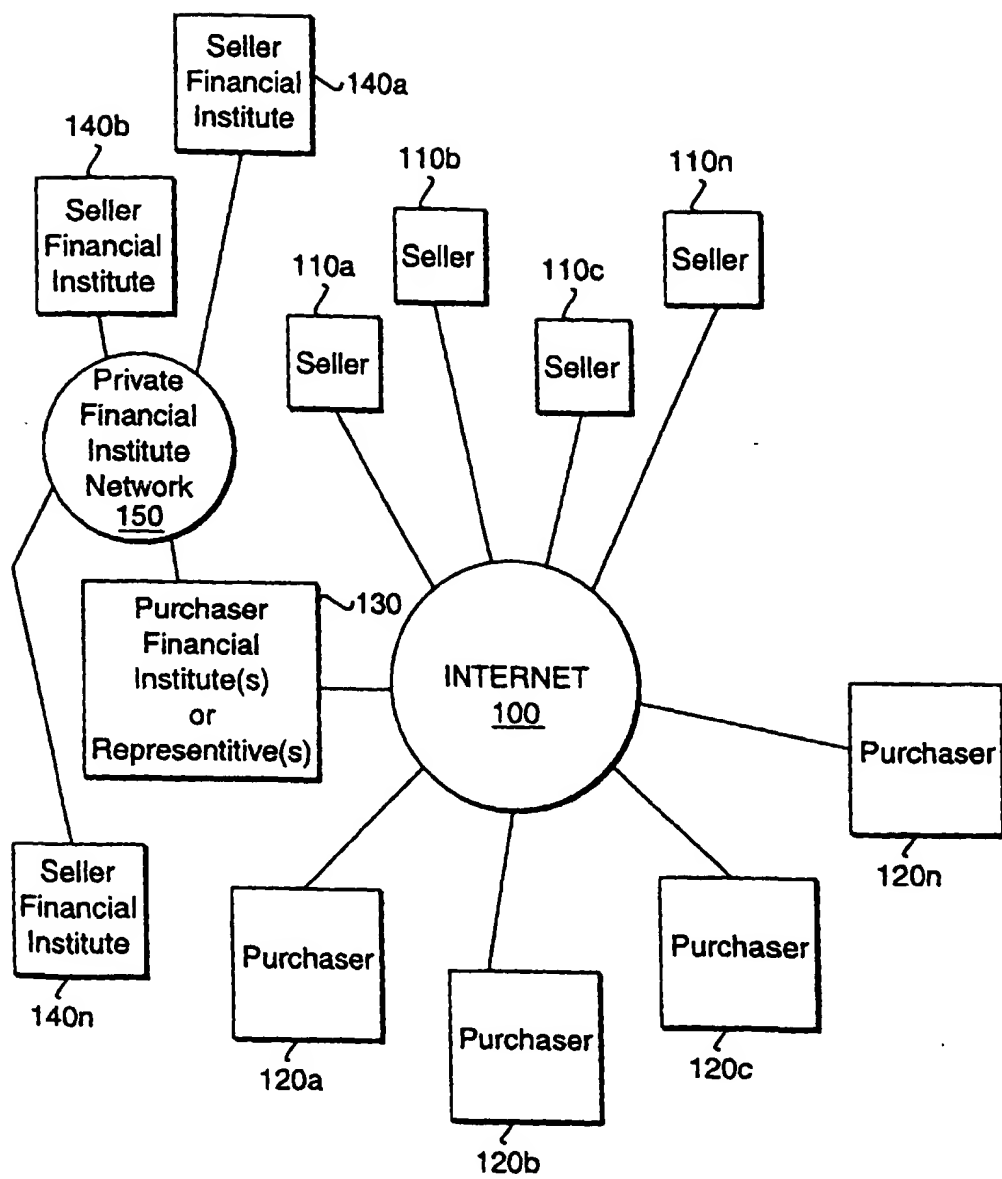 Seller
Financial
Institute
140a
140b
Seller
Financial
Institute
110b
110n
Seller
Seller
110a
110c
Seller
Seller
Private
Financial
Institute
Network
150
130
Purchaser
Financial
Institute(s)
or
Representitive(s)
INTERNET
100
Purchaser
120n
Seller
Financial
Institute
140n
Purchaser
120a
Purchaser
120b
Purchaser
120c